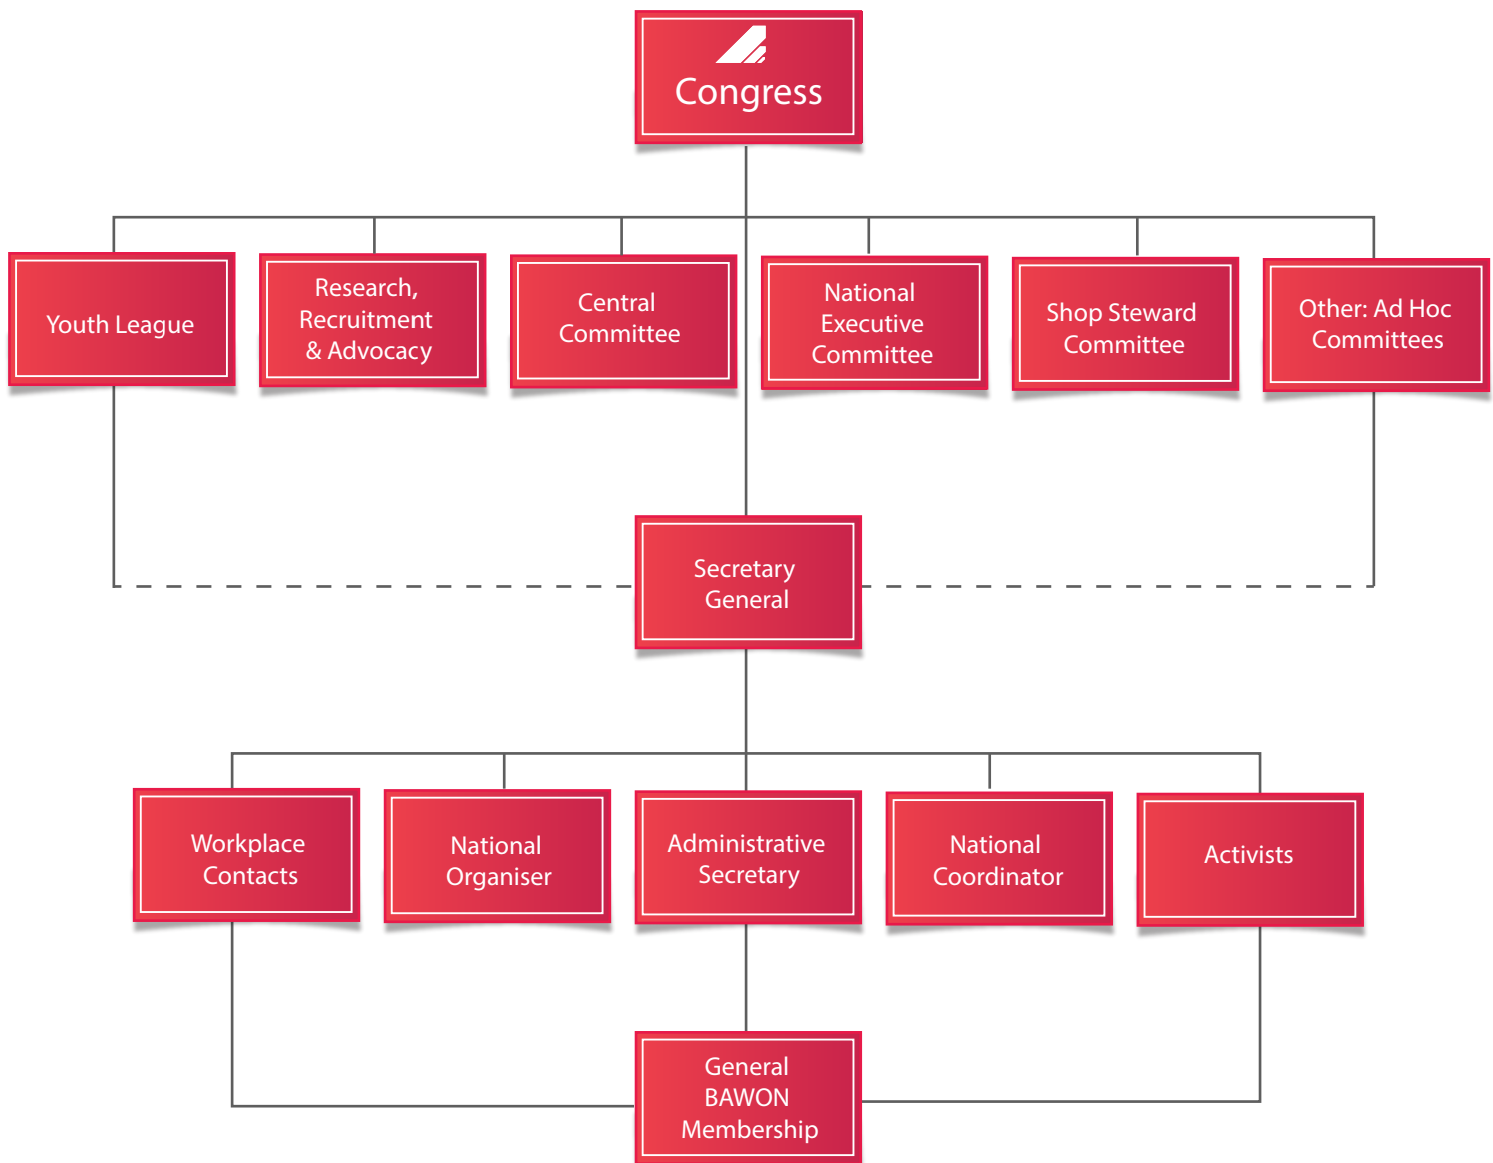 Congress
Youth League
Research,
Recruitment
& Advocacy
Central
Committee
National
Executive
Committee
Shop Steward
Committee
Other: Ad Hoc
Committees
Secretary
General
Workplace
Contacts
National
Organiser
Administrative
Secretary
National
Coordinator
Activists
General
BAWON
Membership